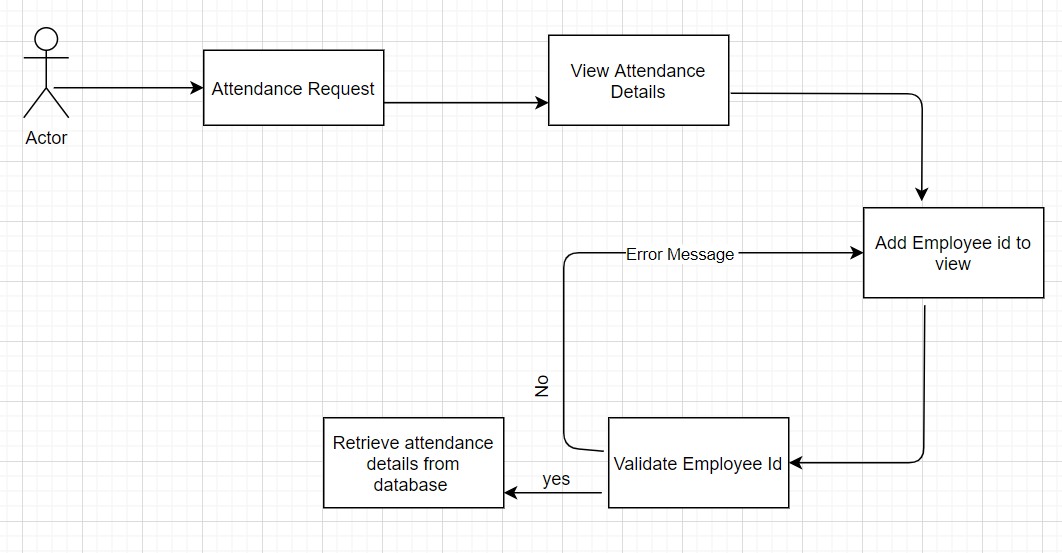 Actor
Attendance Request
View Attendance
Details
Add Employee id to
view
Error Message
No
Validate Employee Id
yes
Retrieve attendance
details from
database